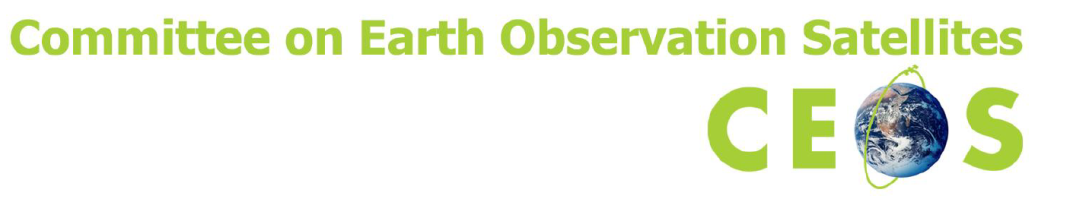 Committee on Earth Observation Satellites
CEOS